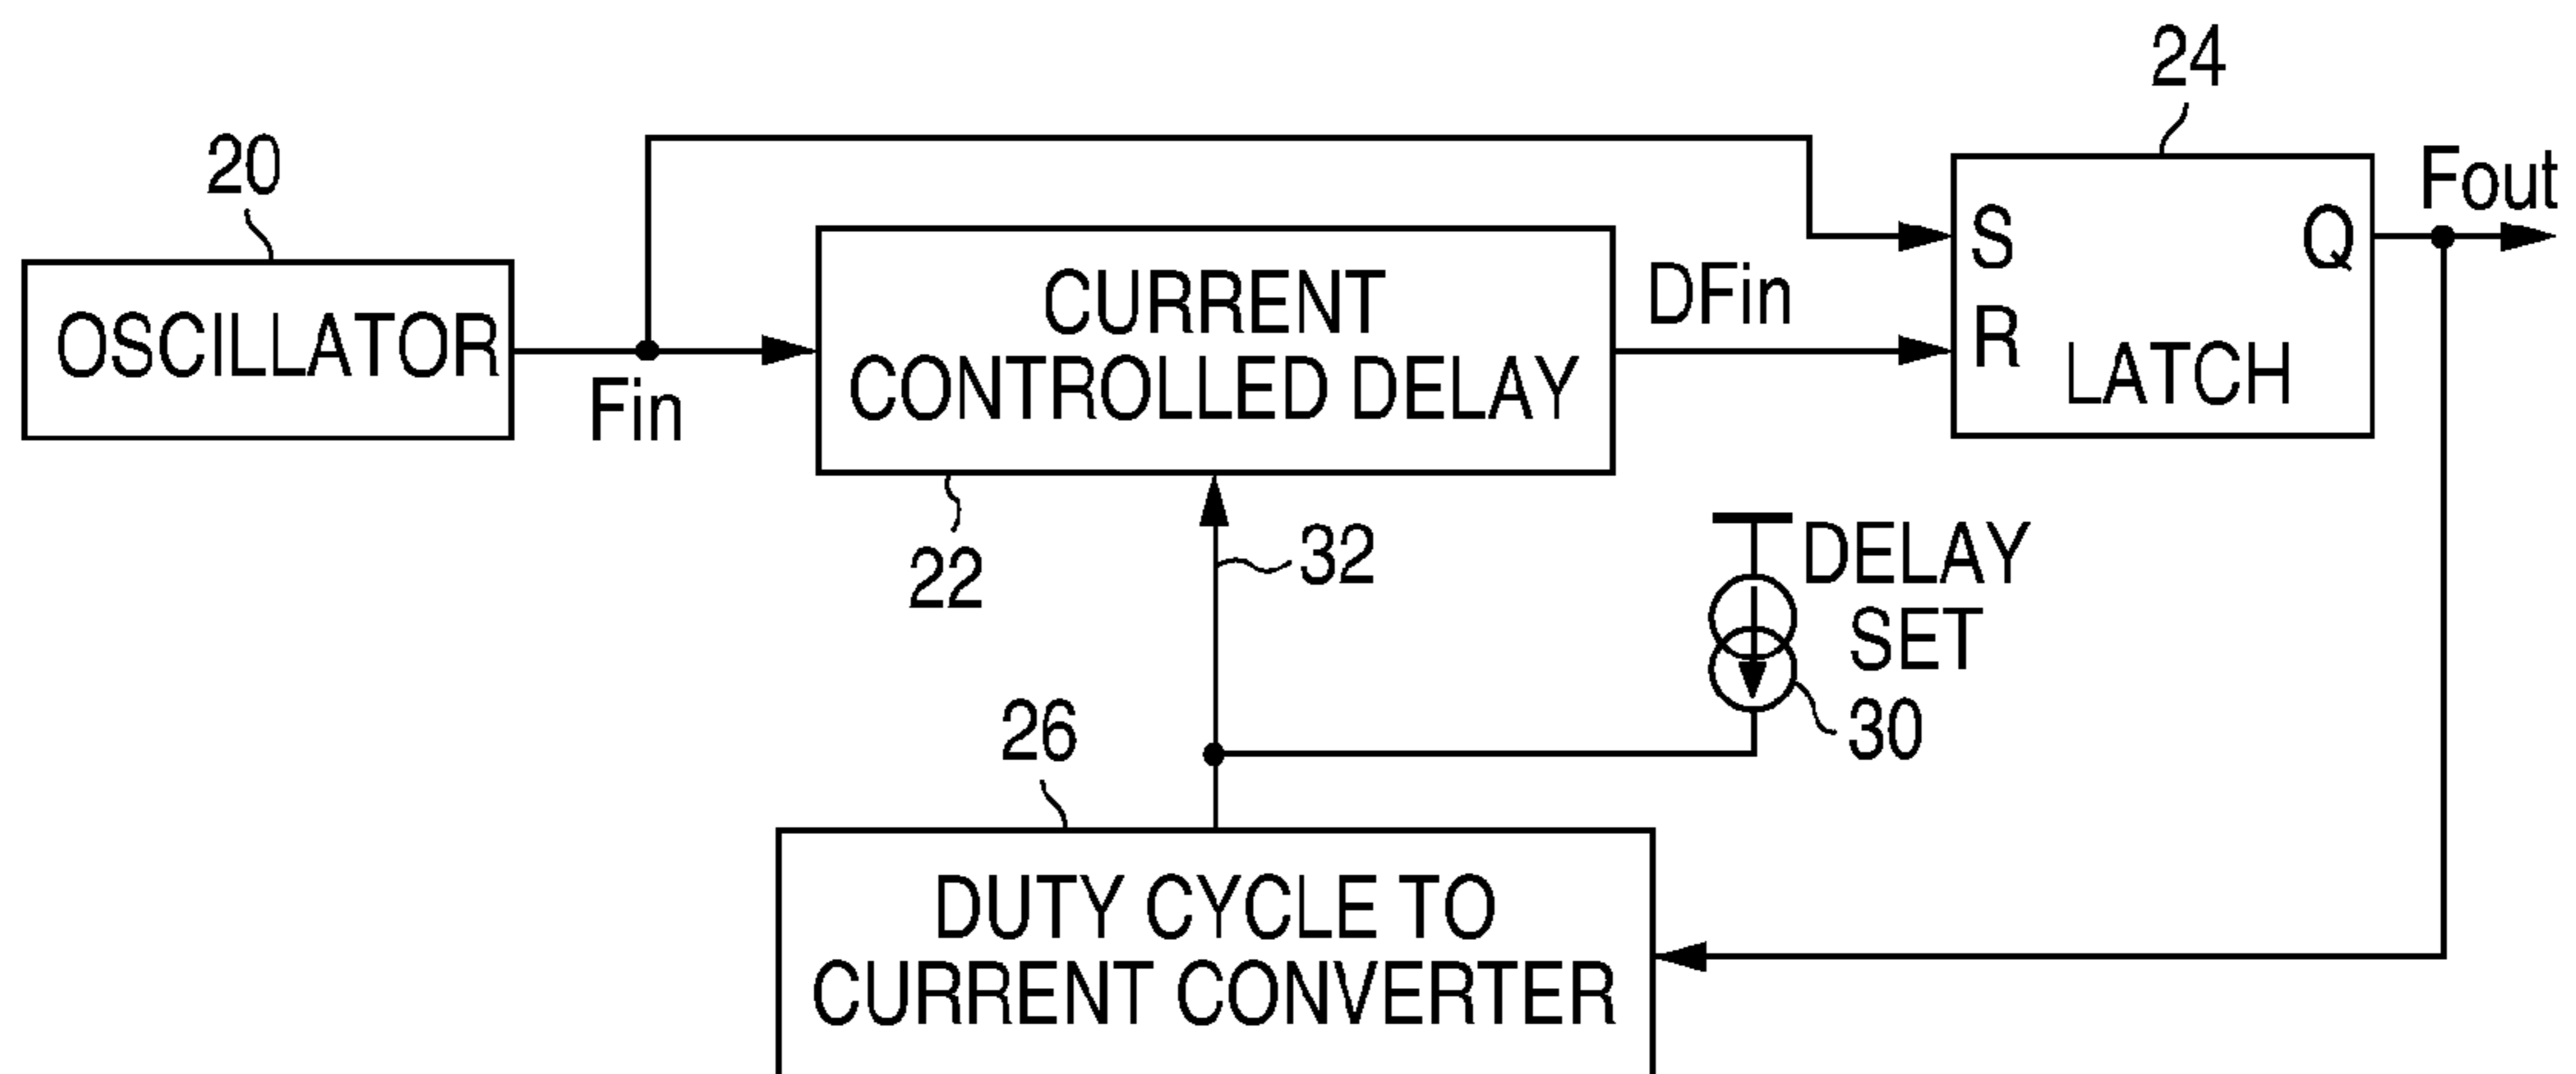 24
20
Fout
S
Q
CURRENT
DFin
OSCILLATOR
R
CONTROLLED DELAY
LATCH
Fin
22
32
DELAY
SET
26
30
DUTY CYCLE TO
CURRENT CONVERTER